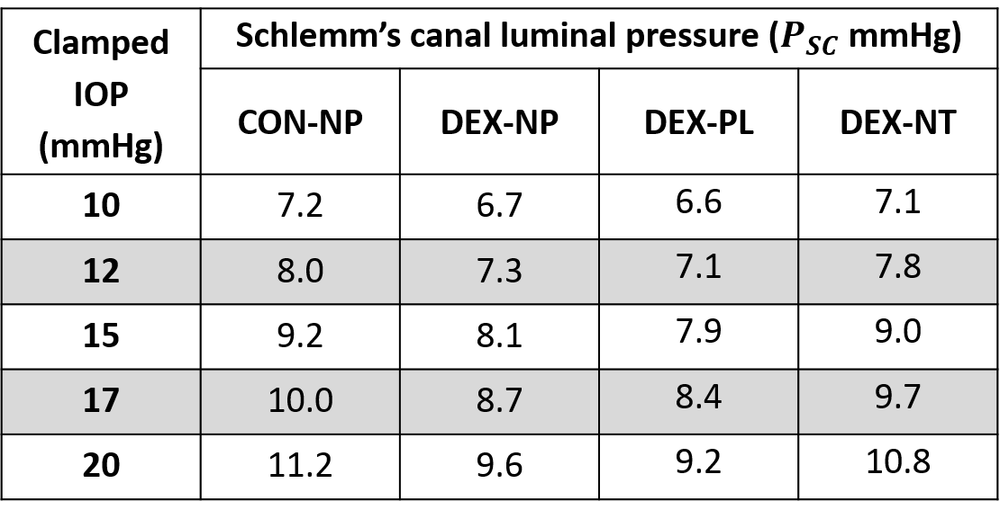 Clamped IOP (mmHg) Schlemm's canal luminal pressure (P_SC mmHg)
CON-NP DEX-NP DEX-PL DEX-NT
10 7.2 6.7 6.6 7.1
12 8.0 7.3 7.1 7.8
15 9.2 8.1 7.9 9.0
17 10.0 8.7 8.4 9.7
20 11.2 9.6 9.2 10.8